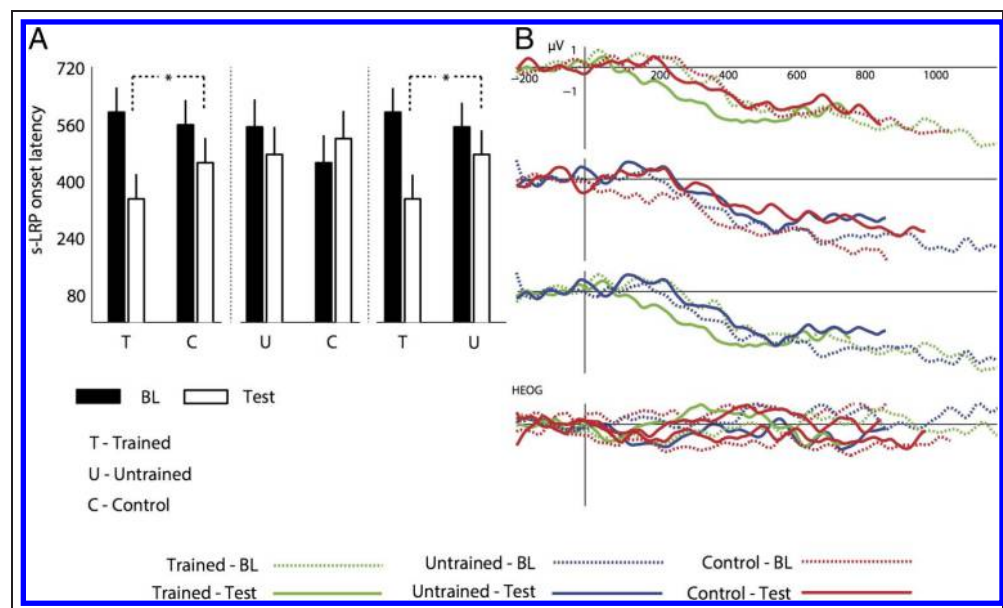 A
s-LRP onset latency
720
560
400
240
80
T C U C T U
* *
BL Test
T - Trained
U - Untrained
C - Control
B
μV
1
−1
−200 200 400 600 800 1000
HEOG
Trained - BL Untrained - BL Control - BL
Trained - Test Untrained - Test Control - Test